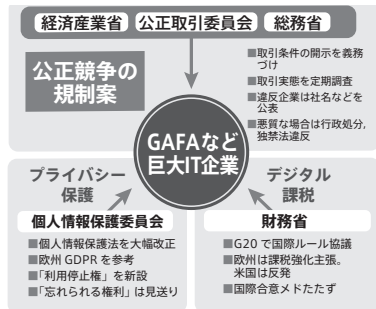 経済産業省 公正取引委員会 総務省
公正競争の
規制案
■取引条件の開示を義務
づけ
■取引実態を定期調査
■違反企業は社名などを
公表
■悪質な場合は行政処分,
独禁法違反
GAFAなど
巨大IT企業
プライバシー
保護
個人情報保護委員会
■個人情報保護法を大幅改正
■欧州 GDPR を参考
■「利用停止権」を新設
■「忘れられる権利」は見送り
デジタル
課税
財務省
■G20 で国際ルール協議
■欧州は課税強化主張。
米国は反発
■国際合意メドたたず